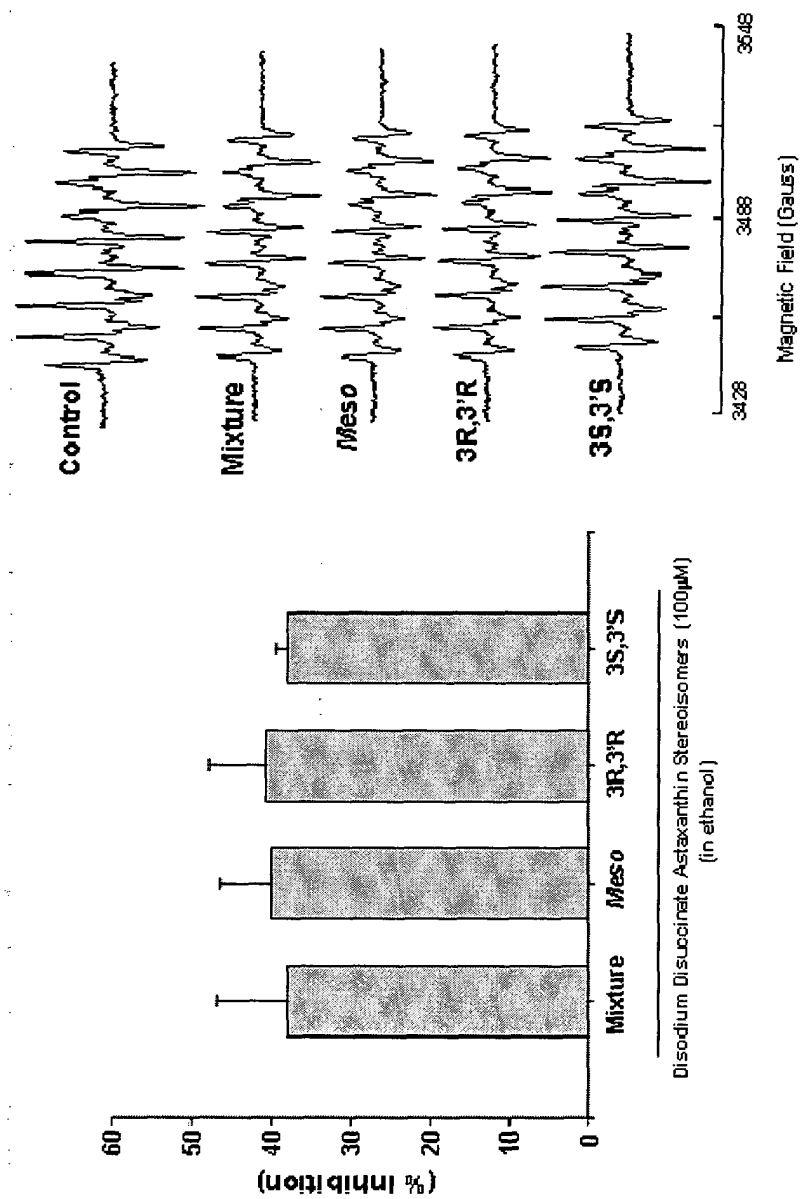 (% Inhibition)
60
50
40
30
20
10
0
Mixture
Meso
3R,3'R
3S,3'S
Disodium Disuccinate Astaxanthin Stereoisomers (100µM)
(in ethanol)
Control
Mixture
Meso
3R,3'R
3S,3'S
3428
3488
3548
Magnetic Field (Gauss)